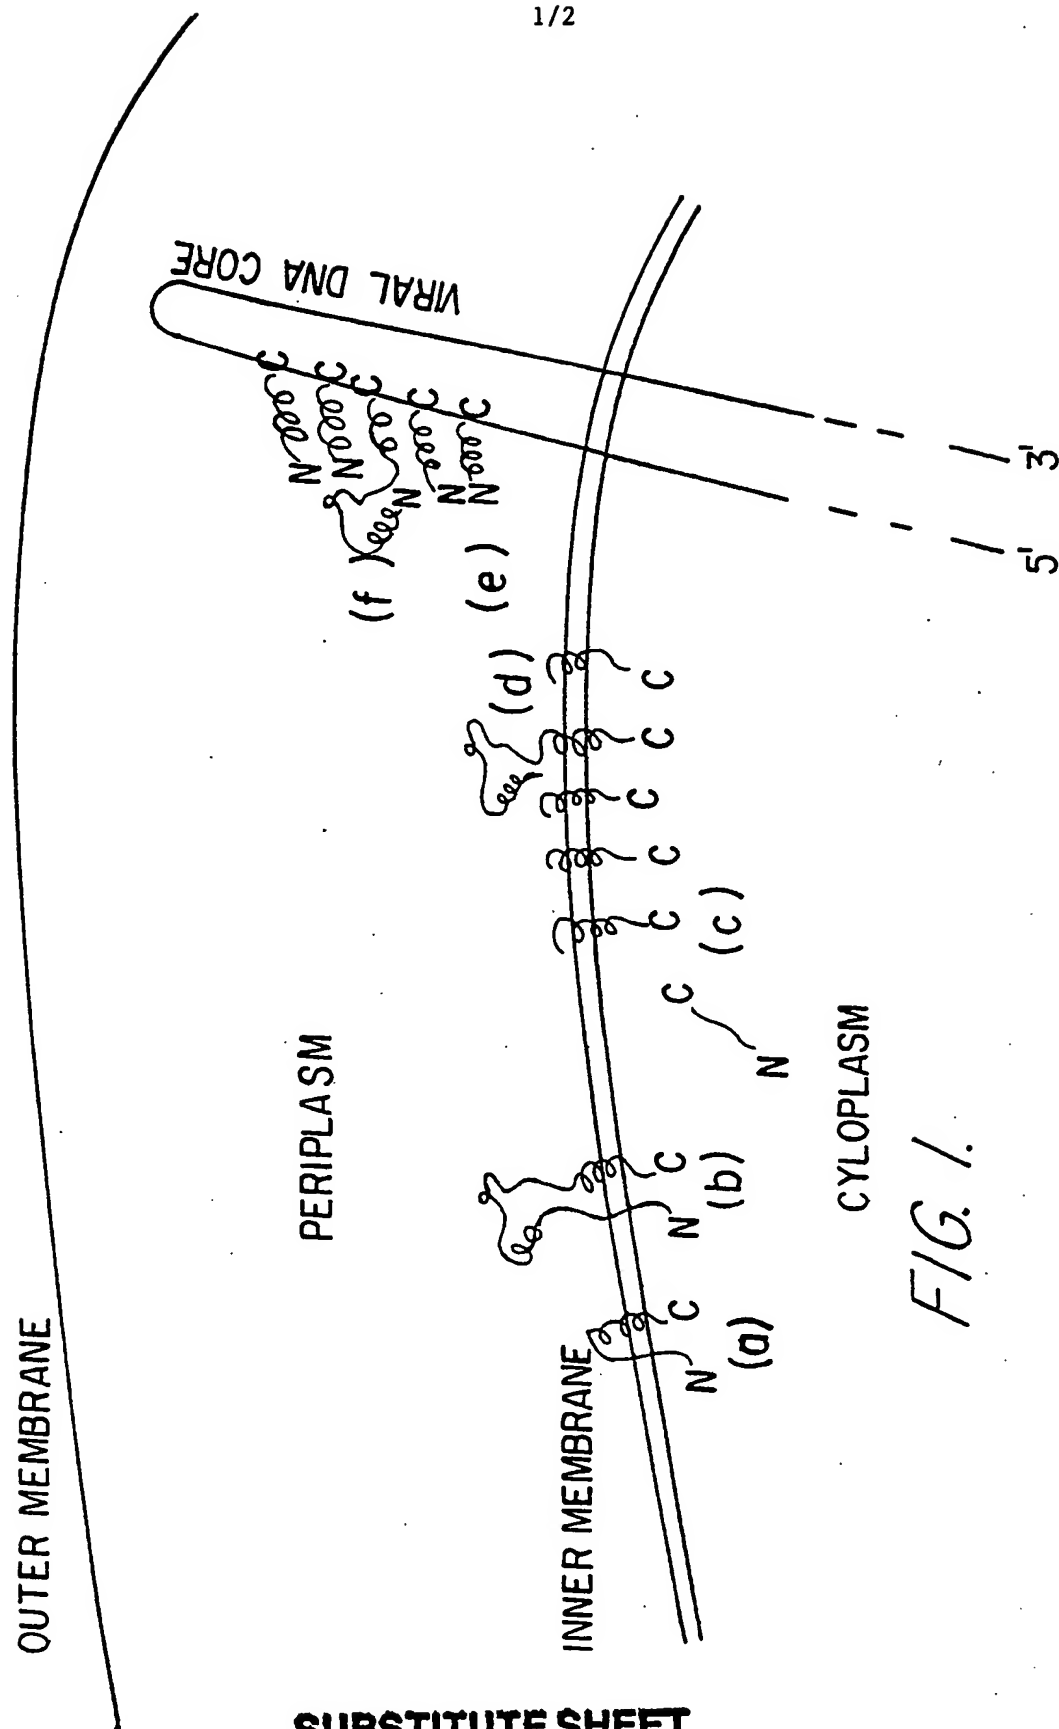 1/2
OUTER MEMBRANE
PERIPLASM
INNER MEMBRANE
VIRAL DNA CORE
C
C
C
C
C
N
N
N
N
N
(f)
(e)
(d)
C
C
C
C
C
(c)
C
N
C
N
(b)
C
N
(a)
CYLOPLASM
3'
5'
FIG. 1.
SUBSTITUTE SHEET